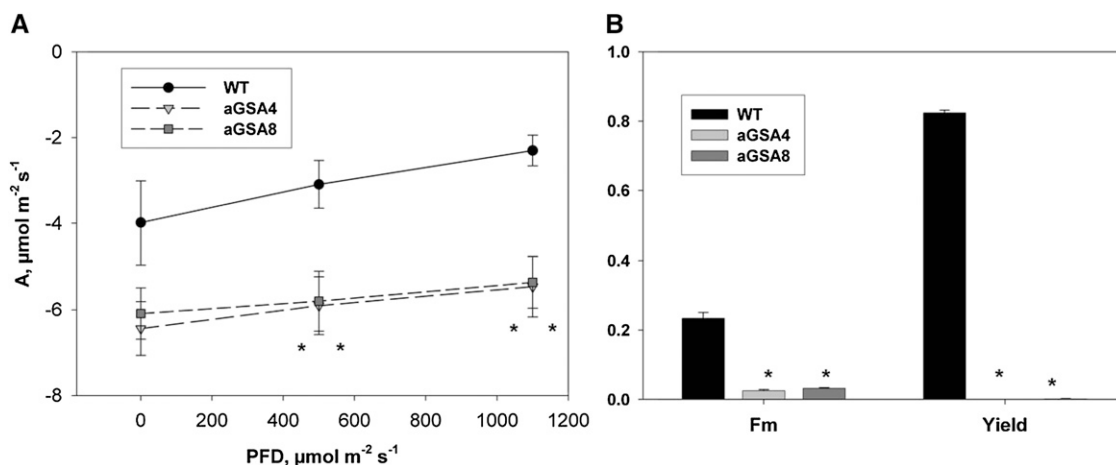 A
0
-2
-4
-6
-8
A, µmol m⁻² s⁻¹
WT
aGSA4
aGSA8
* *
* *
0 200 400 600 800 1000 1200
PFD, µmol m⁻² s⁻¹
B
1.0
0.8
0.6
0.4
0.2
0.0
WT
aGSA4
aGSA8
* * * *
Fm Yield